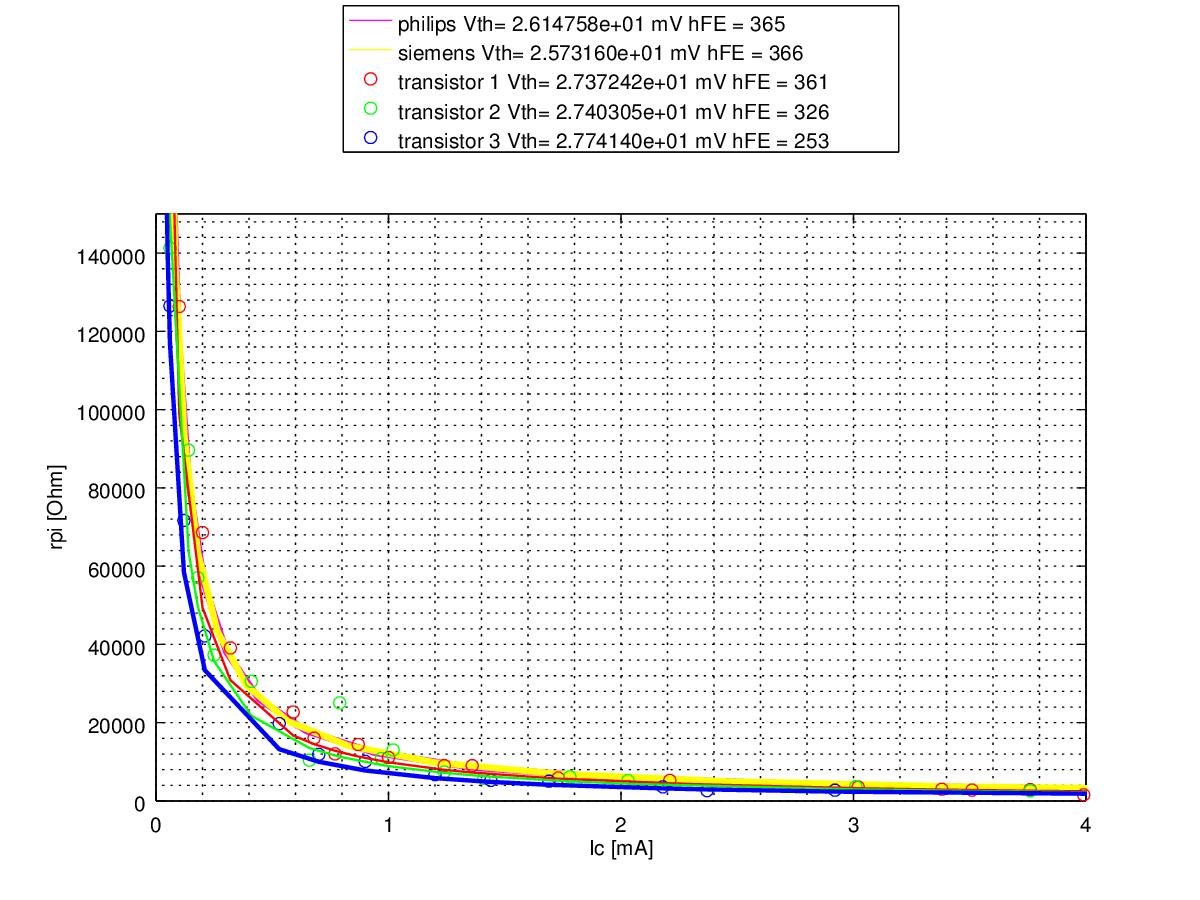 philips Vth= 2.614758e+01 mV hFE = 365
siemens Vth= 2.573160e+01 mV hFE = 366
transistor 1 Vth= 2.737242e+01 mV hFE = 361
transistor 2 Vth= 2.740305e+01 mV hFE = 326
transistor 3 Vth= 2.774140e+01 mV hFE = 253
140000
120000
100000
80000
60000
40000
20000
0
rpi [Ohm]
0 1 2 3 4
Ic [mA]